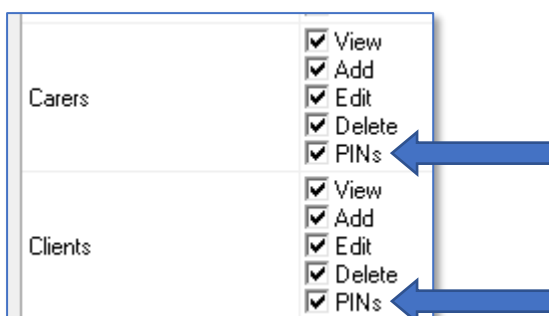 View
Add
Carers
Edit
Delete
PINs
View
Add
Clients
Edit
Delete
PINs